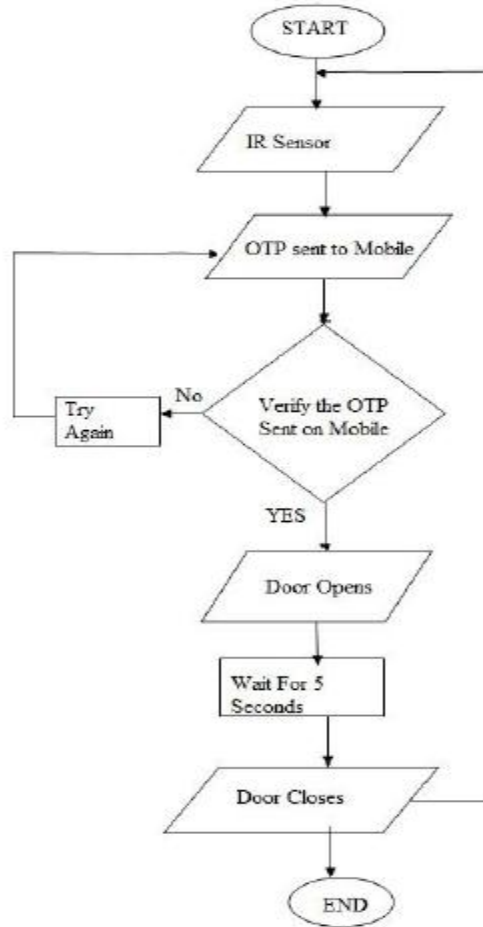 START
IR Sensor
OTP sent to Mobile
No
Try
Again
Verify the OTP
Sent on Mobile
YES
Door Opens
Wait For 5
Seconds
Door Closes
END